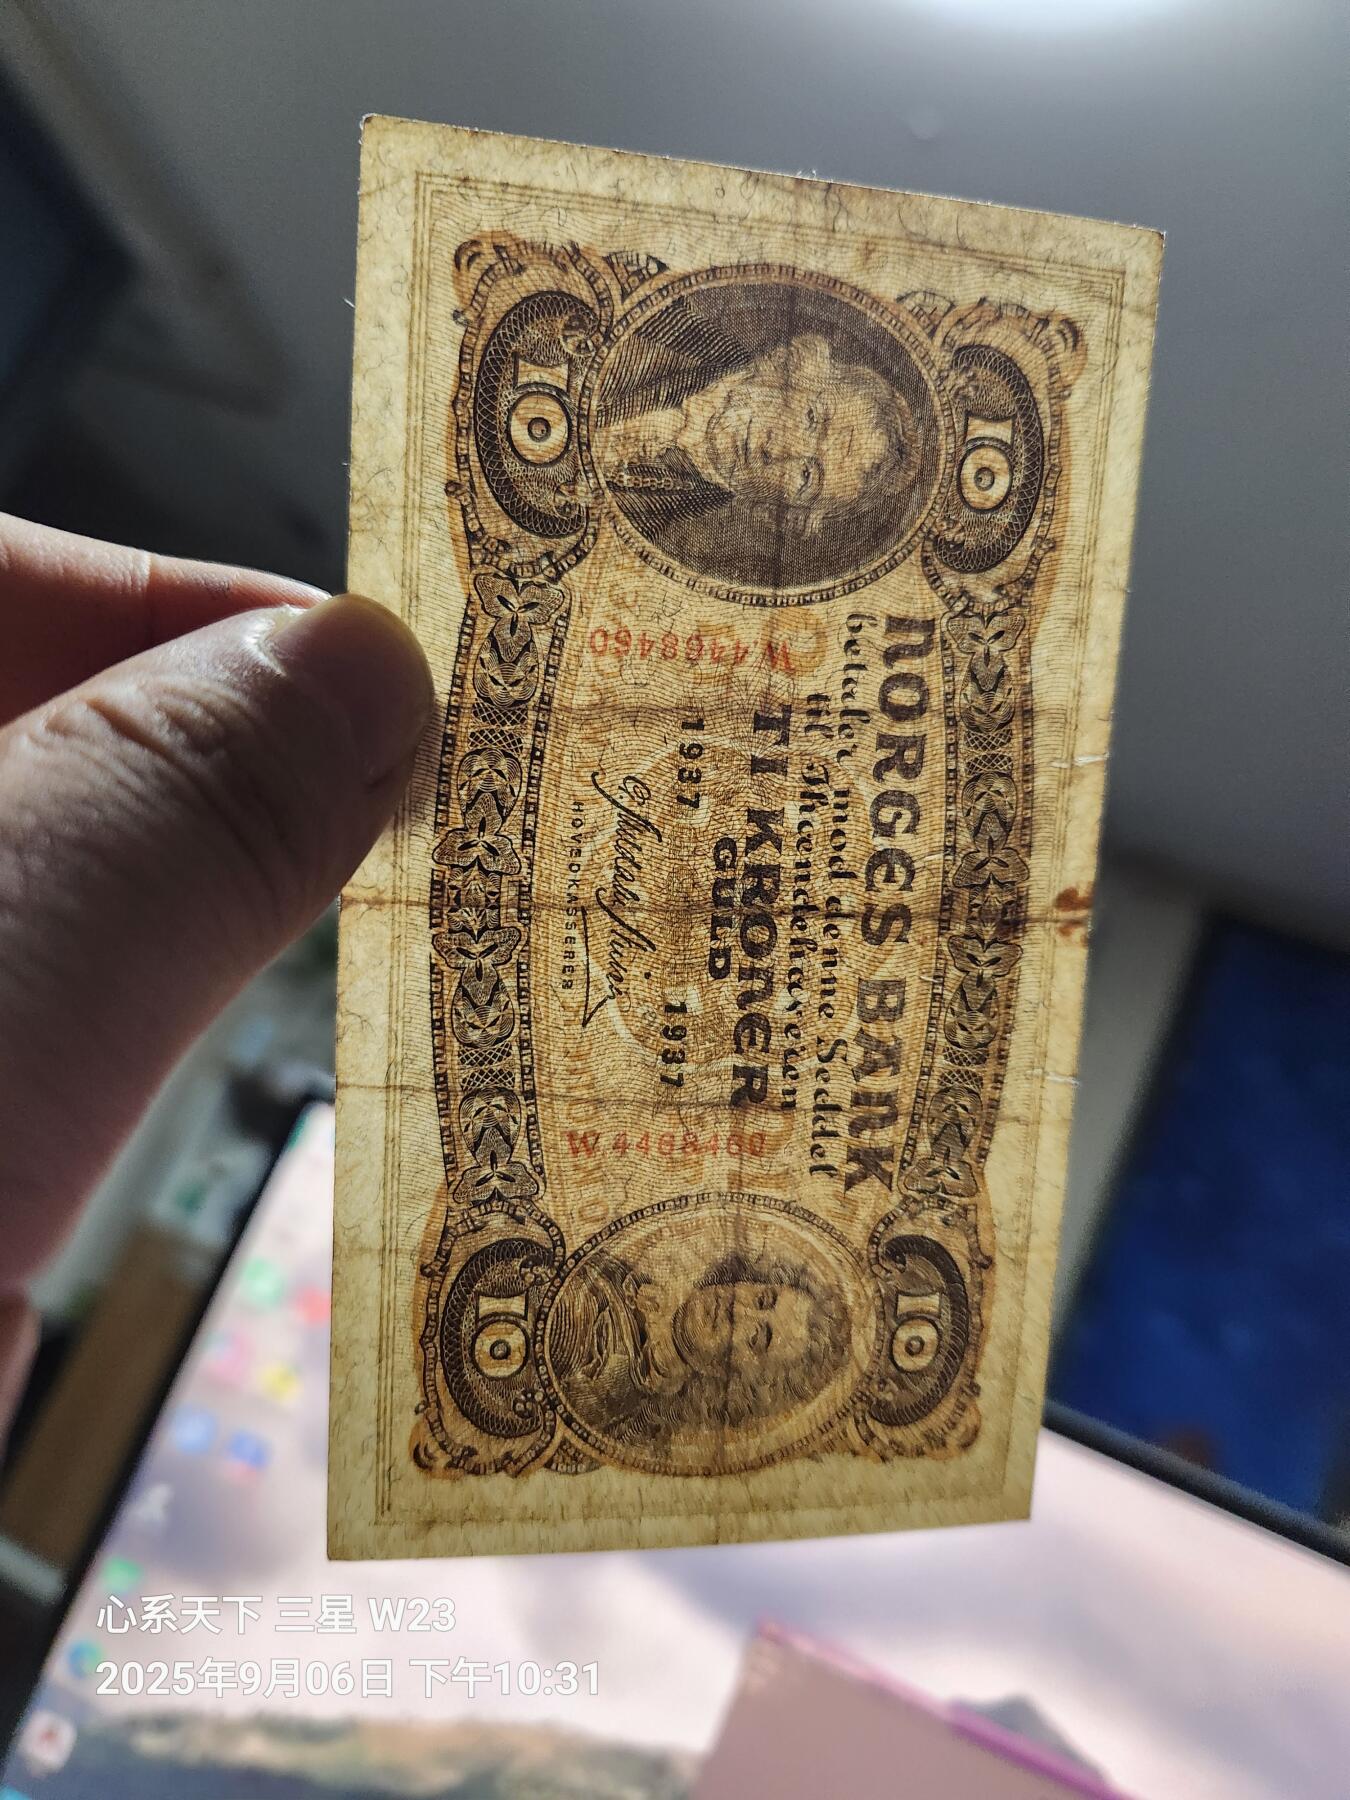 NORGES BANK
betaler mod denne Seddel
til Ihændehaveren
TI KRONER
GULD
1937 1937
HOVEDKASSERER
W.4468460
W.4468460
10
10
10
10
心系天下 三星 W23
2025年9月06日 下午10:31